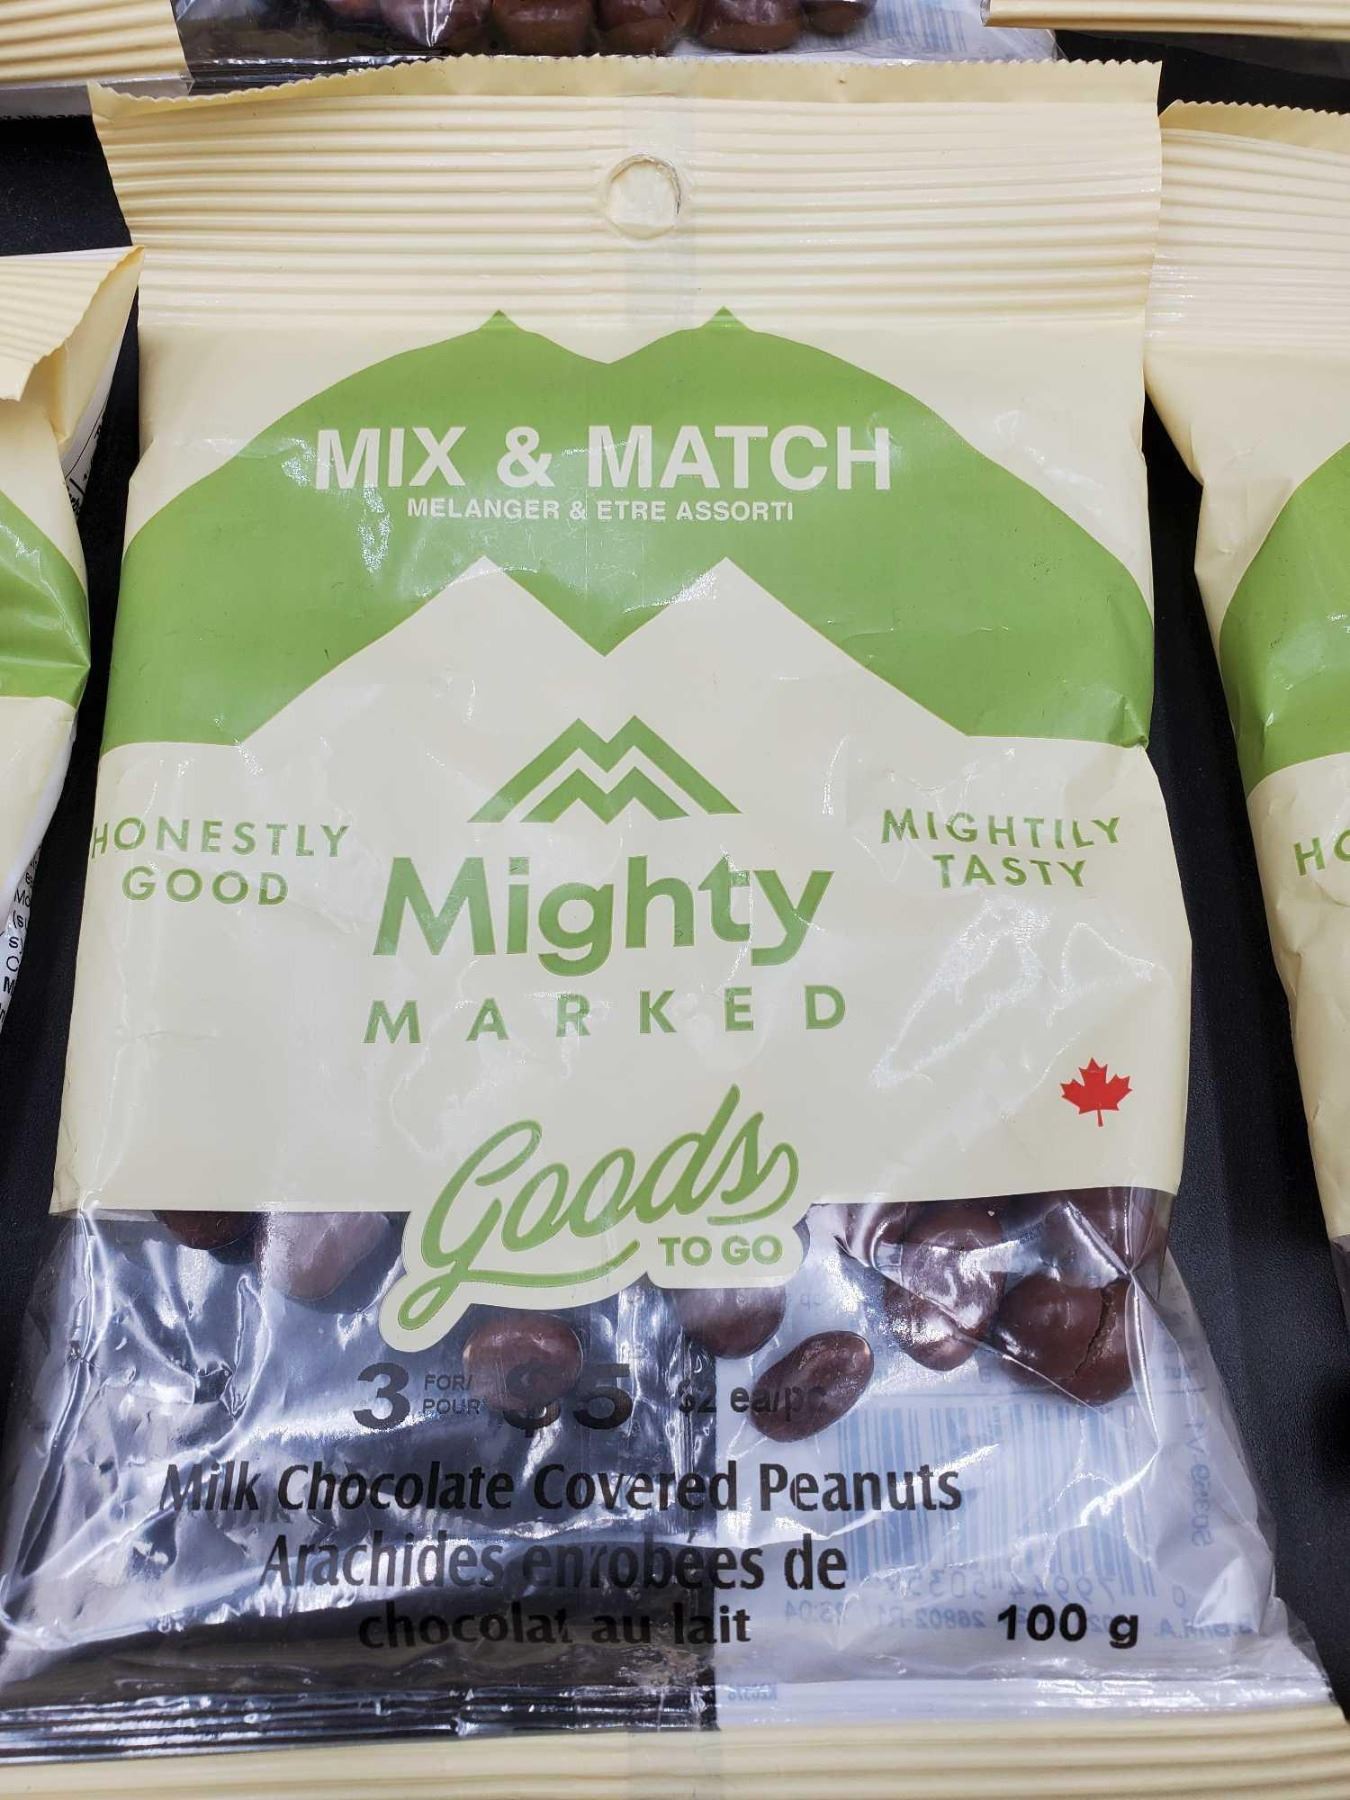 MIX & MATCH
MELANGER & ETRE ASSORTI
HONESTLY
GOOD
MIGHTILY
TASTY
Mighty
MARKED
Goods
TO GO
3 FOR/ POUR $5 $2 ea/pc
Milk Chocolate Covered Peanuts
Arachides enrobées de
chocolat au lait
100 g
HO